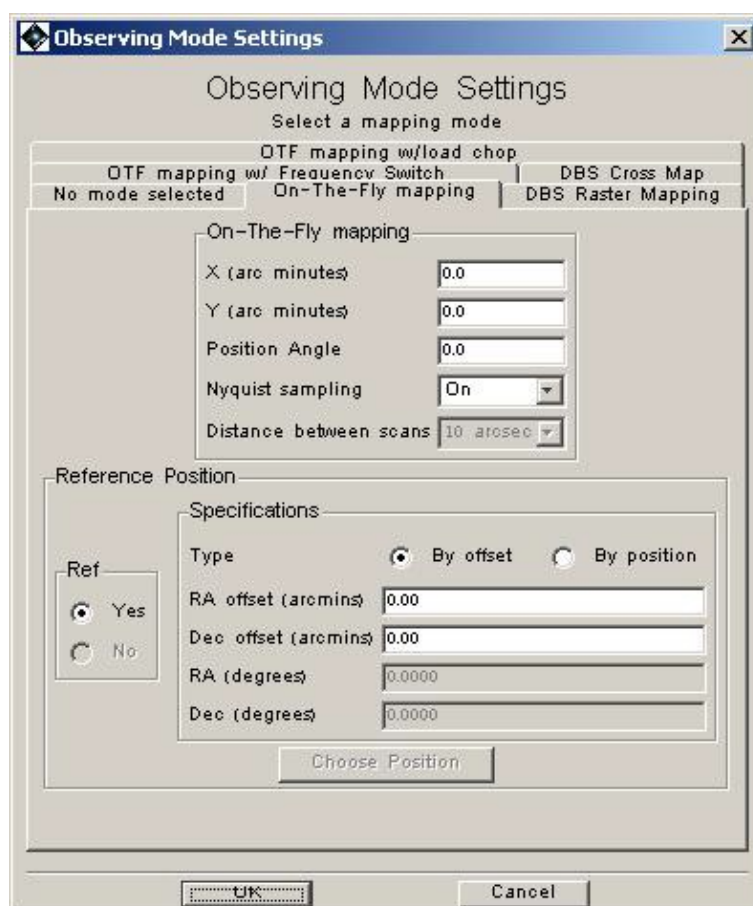 Observing Mode Settings
Observing Mode Settings
Select a mapping mode
OTF mapping w/load chop
OTF mapping w/ Frequency Switch
DBS Cross Map
No mode selected
On-The-Fly mapping
DBS Raster Mapping
On-The-Fly mapping
X (arc minutes) 0.0
Y (arc minutes) 0.0
Position Angle 0.0
Nyquist sampling On
Distance between scans 10 arcsec
Reference Position
Specifications
Ref
Yes
No
Type By offset By position
RA offset (arcmins) 0.00
Dec offset (arcmins) 0.00
RA (degrees) 0.0000
Dec (degrees) 0.0000
Choose Position
OK Cancel